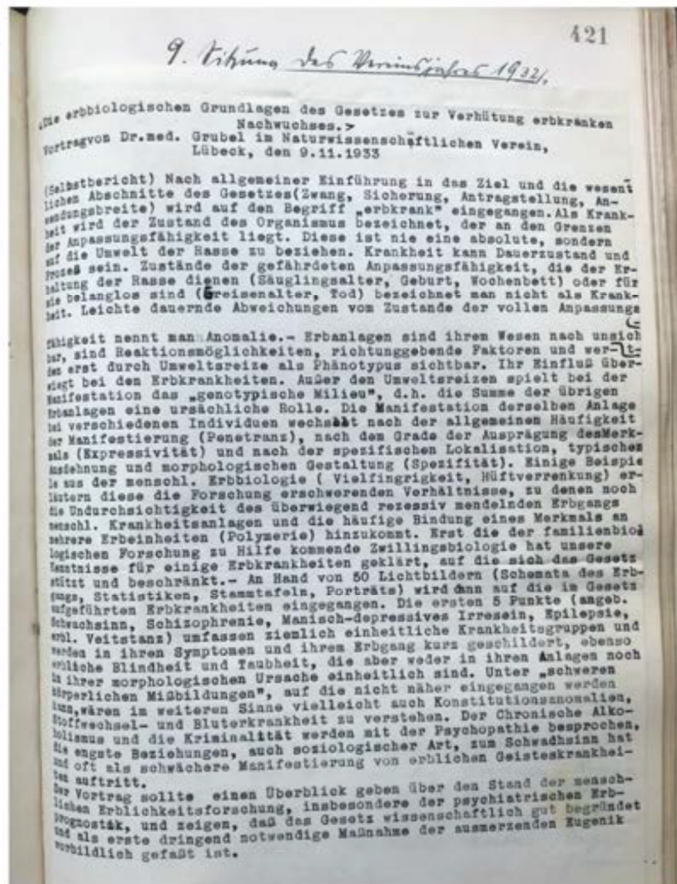 421
9. Sitzung des Vereinsjahres 1932/.
„Die erbbiologischen Grundlagen des Gesetzes zur Verhütung erbkranken
Nachwuchses.>
Vortragvon Dr.med. Grubel im Naturwissenschaftlichen Verein,
Lübeck, den 9.11.1933
(Selbstbericht) Nach allgemeiner Einführung in das Ziel und die wesent
lichen Abschnitte des Gesetzes(Zwang, Sicherung, Antragstellung, An-
wendungsbreite) wird auf den Begriff „erbkrank" eingegangen.Als Krank-
heit wird der Zustand des Organismus bezeichnet, der an den Grenzen
der Anpassungsfähigkeit liegt. Diese ist nie eine absolute, sondern
auf die Umwelt der Rasse zu beziehen. Krankheit kann Dauerzustand und
Prozeß sein. Zustände der gefährdeten Anpassungsfähigkeit, die der Er-
haltung der Rasse dienen (Säuglingsalter, Geburt, Wochenbett) oder für
sie belanglos sind (Greisenalter, Tod) bezeichnet man nicht als Krank-
heit. Leichte dauernde Abweichungen vom Zustande der vollen Anpassungs
fähigkeit nennt man Anomalie.- Erbanlagen sind ihrem Wesen nach unsich
bar, sind Reaktionsmöglichkeiten, richtunggebende Faktoren und wer-
den erst durch Umweltsreize als Phänotypus sichtbar. Ihr Einfluß über-
wiegt bei den Erbkrankheiten. Außer den Umweltsreizen spielt bei der
Manifestation das „genotypische Milieu", d.h. die Summe der übrigen
Erbanlagen eine ursächliche Rolle. Die Manifestation derselben Anlage
bei verschiedenen Individuen wechselt nach der allgemeinen Häufigkeit
der Manifestierung (Penetranz), nach dem Grade der Ausprägung desMerk-
mals (Expressivität) und nach der spezifischen Lokalisation, typischen
Ausdehnung und morphologischen Gestaltung (Spezifität). Einige Beispie
le aus der menschl. Erbbiologie ( Vielfingrigkeit, Hüftverrenkung) er-
läutern diese die Forschung erschwerenden Verhältnisse, zu denen noch
die Undurchsichtigkeit des überwiegend rezessiv mendelnden Erbgangs
menschl. Krankheitsanlagen und die häufige Bindung eines Merkmals an
mehrere Erbeinheiten (Polymerie) hinzukommt. Erst die der familienbiol
logischen Forschung zu Hilfe kommende Zwillingsbiologie hat unsere
Kenntnisse für einige Erbkrankheiten geklärt, auf die sich das Gesetz
stützt und beschränkt.- An Hand von 50 Lichtbildern (Schemata des Erb-
gangs, Statistiken, Stammtafeln, Porträts) wird dann auf die im Gesetz
aufgeführten Erbkrankheiten eingegangen. Die ersten 5 Punkte (angeb.
Schwachsinn, Schizophrenie, Manisch-depressives Irresein, Epilepsie,
erbl. Veitstanz) umfassen ziemlich einheitliche Krankheitsgruppen und
werden in ihren Symptomen und ihrem Erbgang kurz geschildert, ebenso
erbliche Blindheit und Taubheit, die aber weder in ihren Anlagen noch
in ihrer morphologischen Ursache einheitlich sind. Unter „schweren
körperlichen Mißbildungen", auf die nicht näher eingegangen werden
kann,wären im weiteren Sinne vielleicht auch Konstitutionsanomalien,
Stoffwechsel- und Bluterkrankheit zu verstehen. Der Chronische Alko-
holismus und die Kriminalität werden mit der Psychopathie besprochen,
die engste Beziehungen, auch soziologischer Art, zum Schwachsinn hat
und oft als schwächere Manifestierung von erblichen Geisteskrankhei-
ten auftritt.
Der Vortrag sollte einen Überblick geben über den Stand der mensch-
lichen Erblichkeitsforschung, insbesondere der psychiatrischen Erb-
prognostik, und zeigen, daß das Gesetz wissenschaftlich gut begründet
und als erste dringend notwendige Maßnahme der ausmerzenden Eugenik
vorbildlich gefaßt ist.